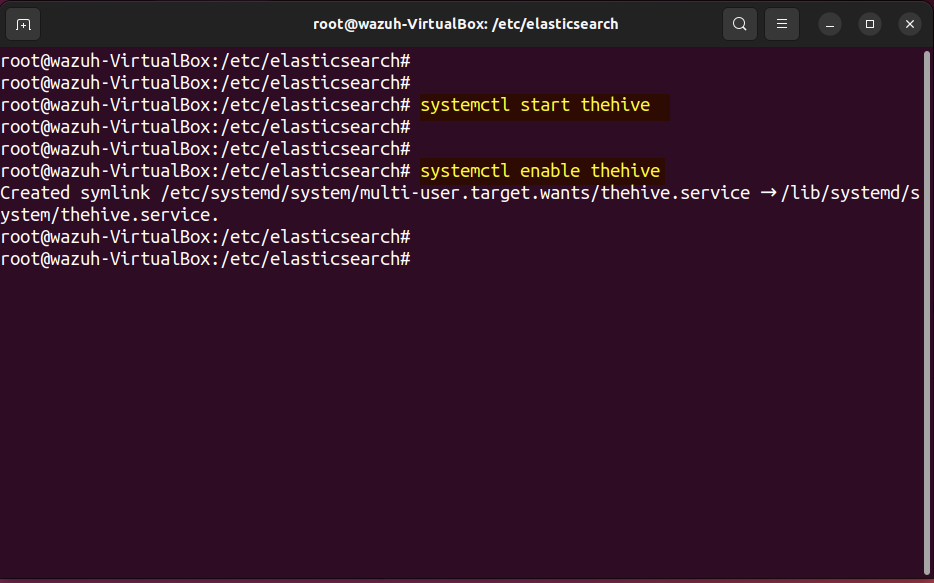 root@wazuh-VirtualBox: /etc/elasticsearch
root@wazuh-VirtualBox:/etc/elasticsearch#
root@wazuh-VirtualBox:/etc/elasticsearch#
root@wazuh-VirtualBox:/etc/elasticsearch# systemctl start thehive
root@wazuh-VirtualBox:/etc/elasticsearch#
root@wazuh-VirtualBox:/etc/elasticsearch#
root@wazuh-VirtualBox:/etc/elasticsearch# systemctl enable thehive
Created symlink /etc/systemd/system/multi-user.target.wants/thehive.service → /lib/systemd/s
ystem/thehive.service.
root@wazuh-VirtualBox:/etc/elasticsearch#
root@wazuh-VirtualBox:/etc/elasticsearch#